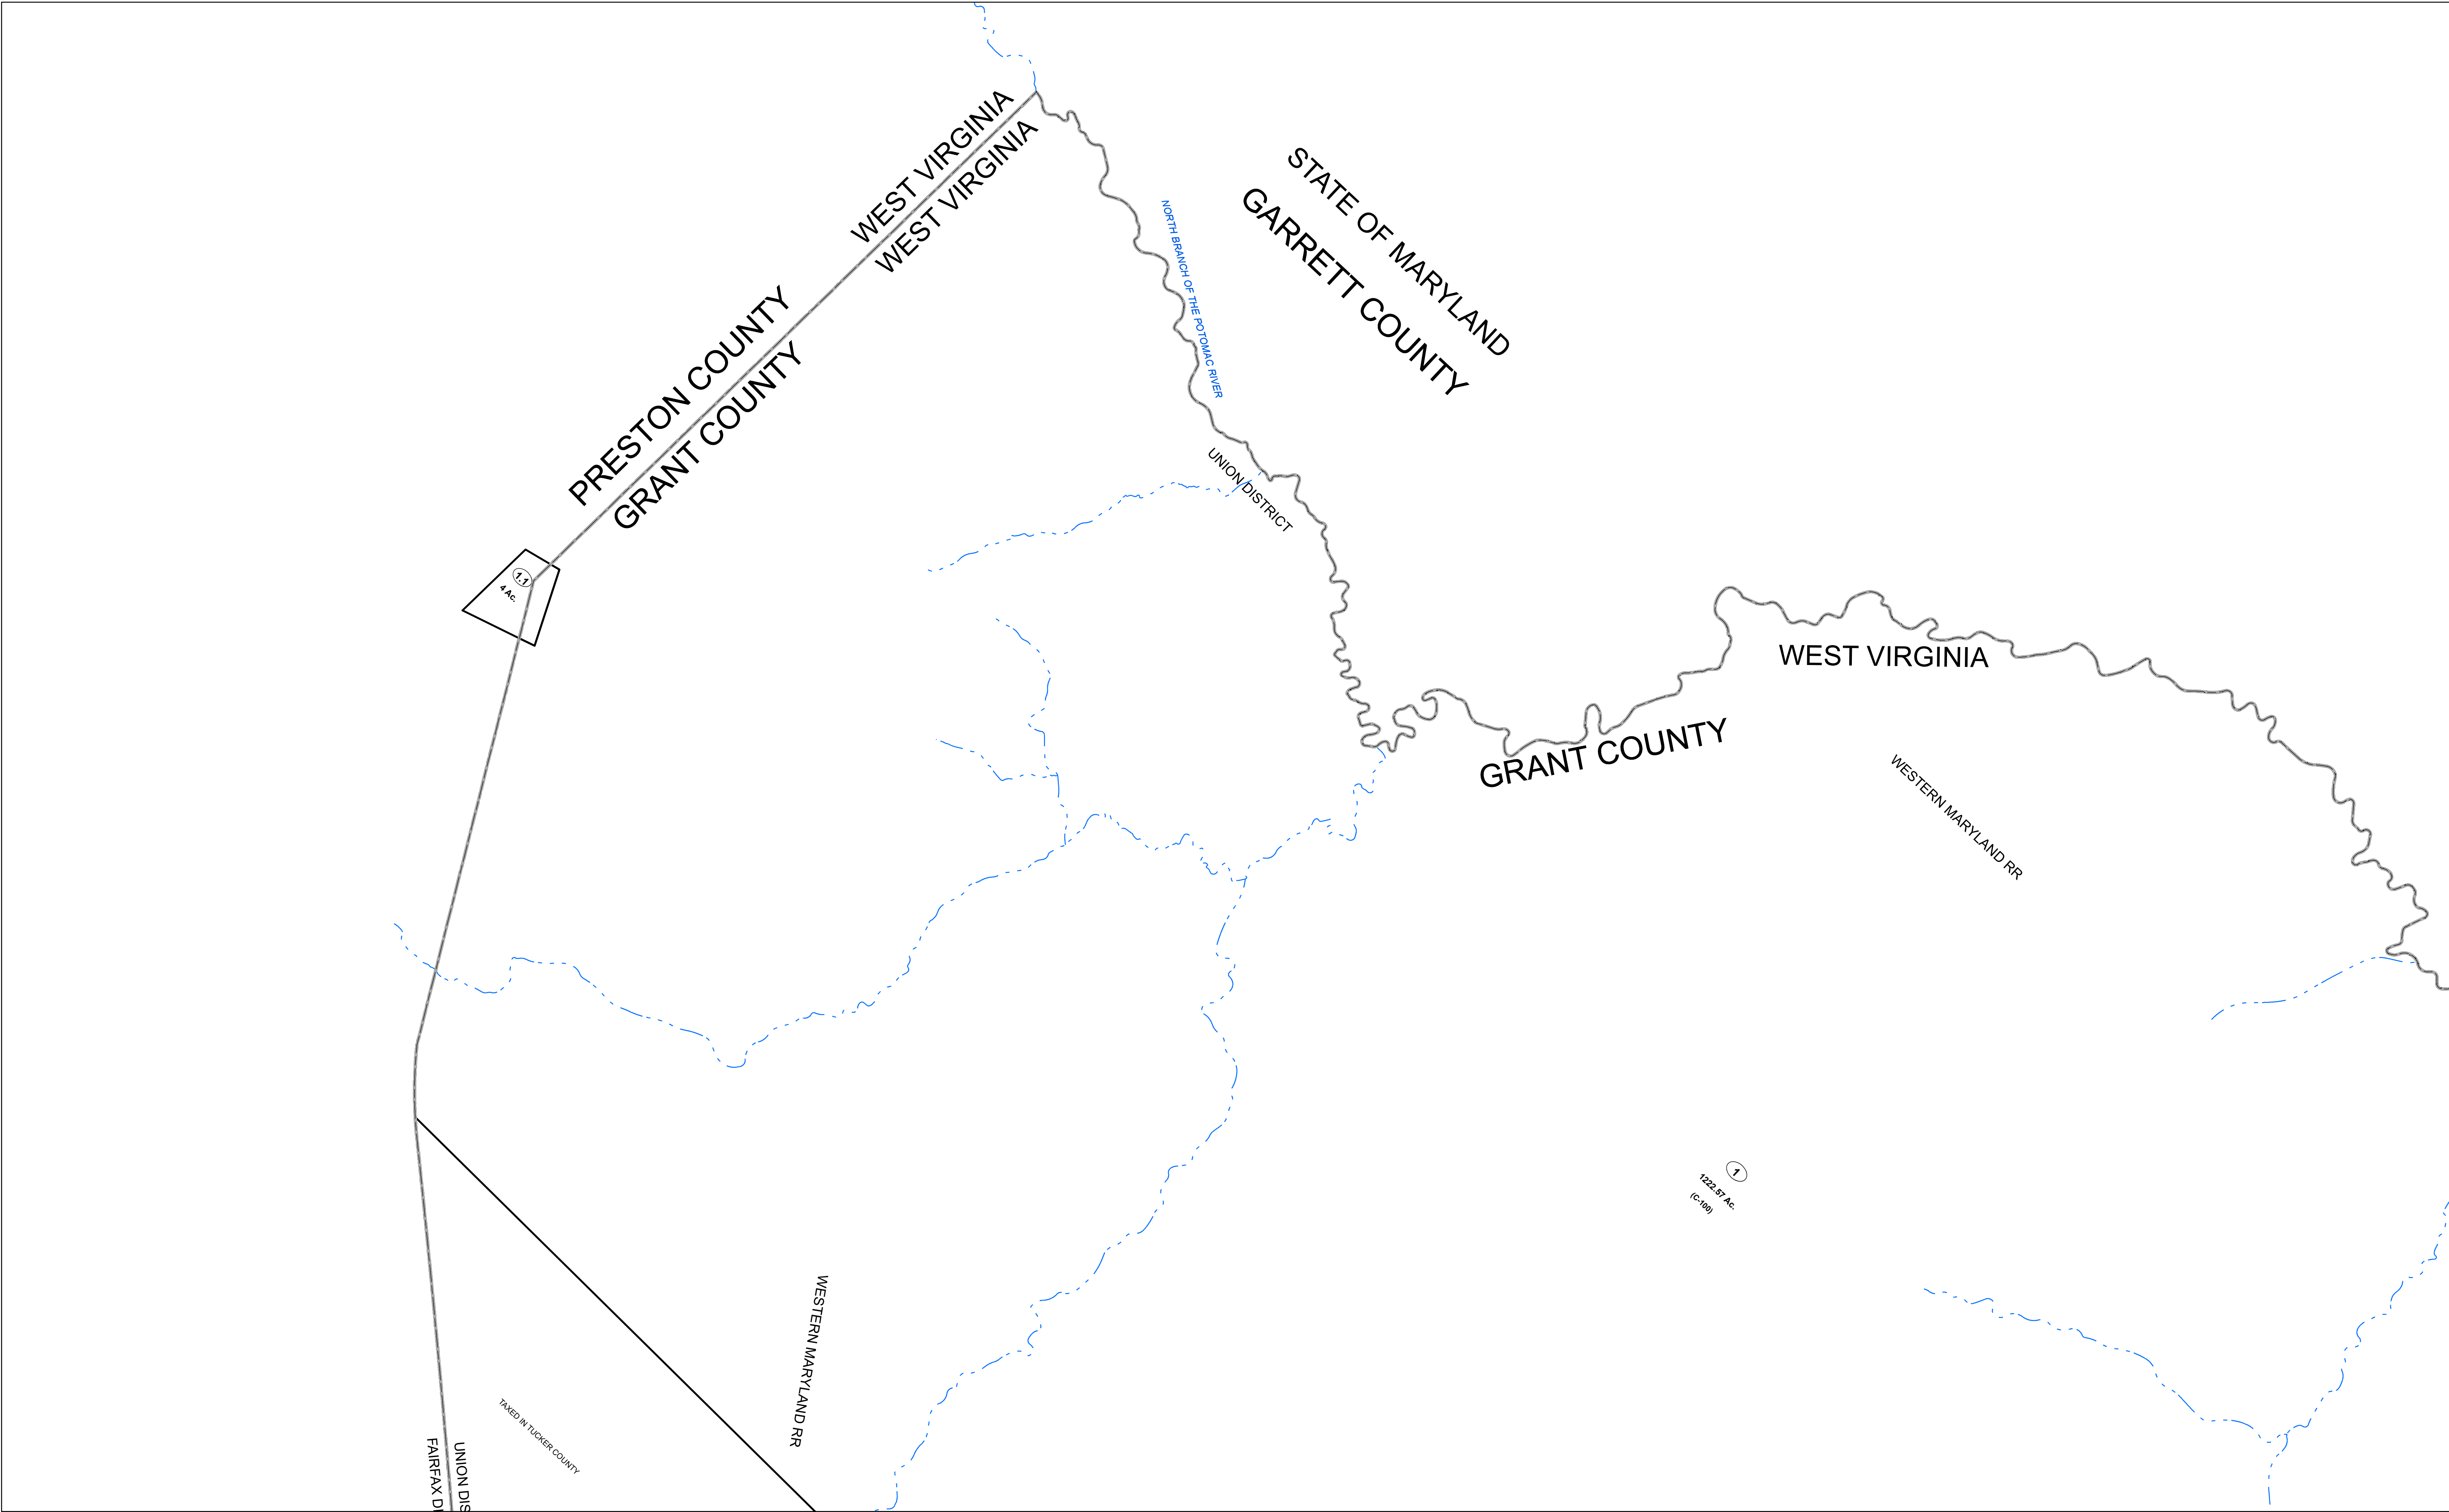 WEST VIRGINIA
WEST VIRGINIA
STATE OF MARYLAND
GARRETT COUNTY
NORTH BRANCH OF THE POTOMAC RIVER
PRESTON COUNTY
GRANT COUNTY
UNION DISTRICT
1.1
4 Ac.
WEST VIRGINIA
GRANT COUNTY
WESTERN MARYLAND RR
1
1222.57 Ac.
(C-100)
WESTERN MARYLAND RR
TAXED IN TUCKER COUNTY
UNION DIS
FAIRFAX DI